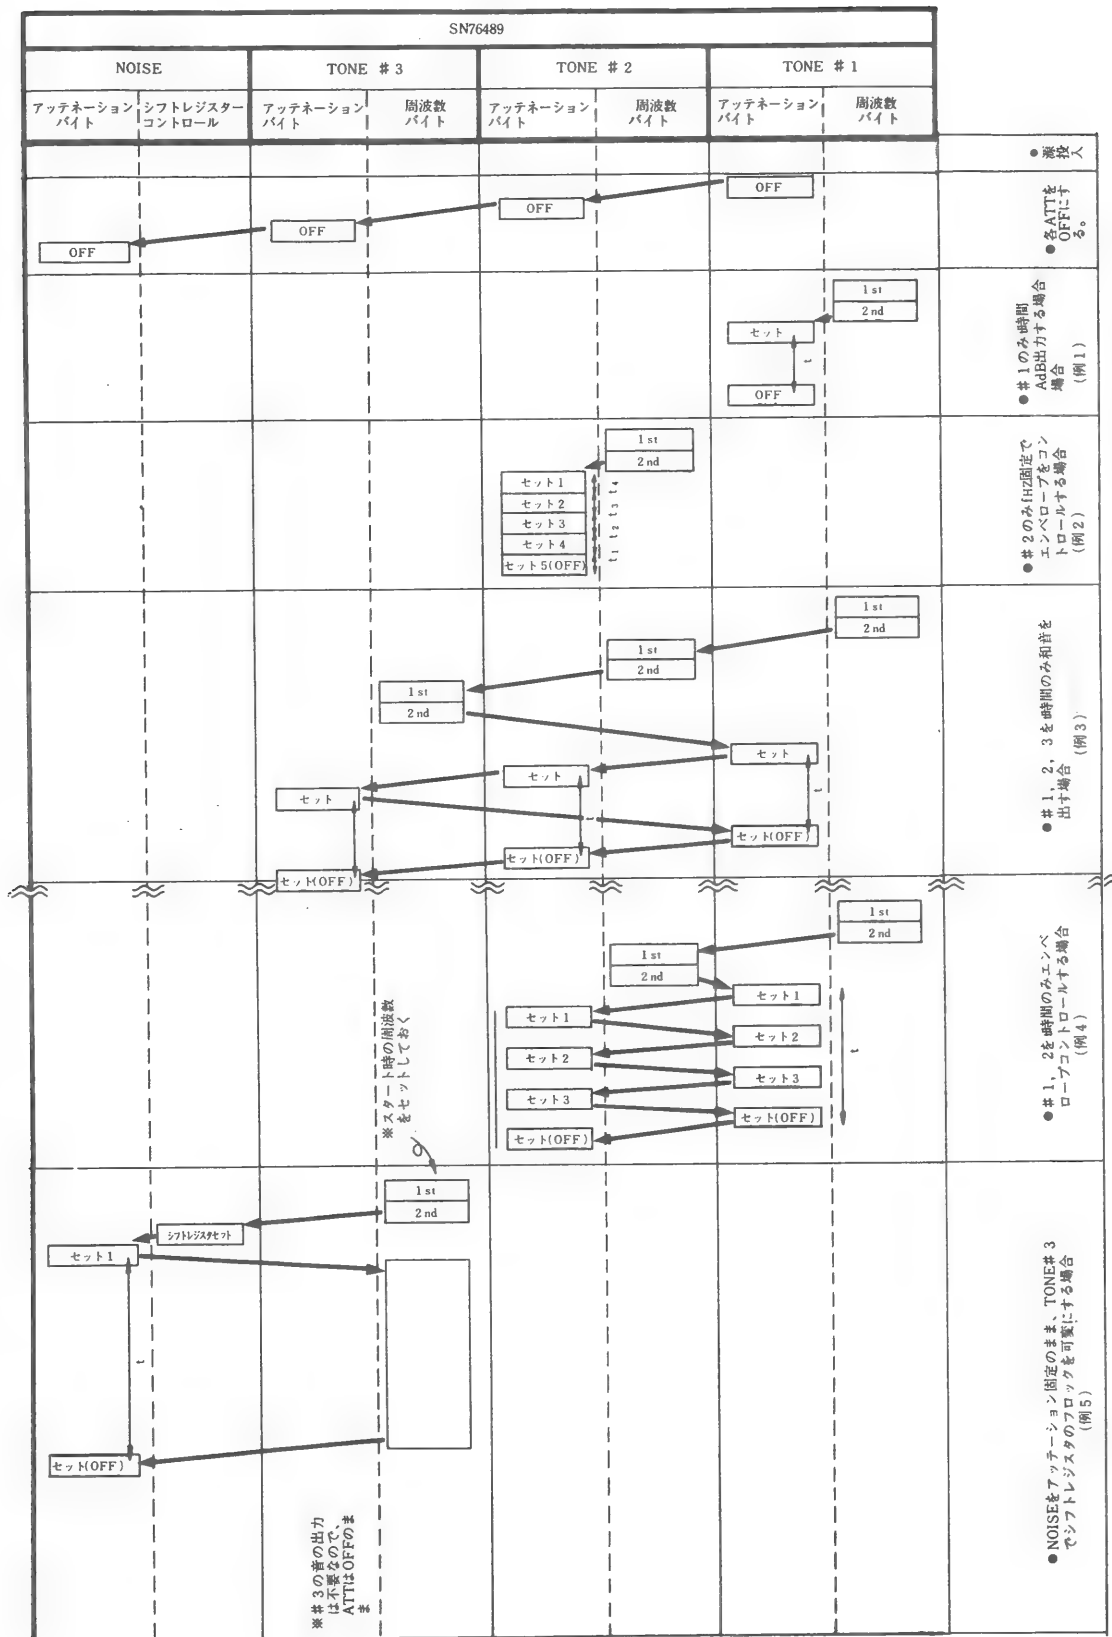 SN76489
NOISE
TONE #3
TONE #2
TONE #1
アッテネーション
バイト
シフトレジスター
コントロール
アッテネーション
バイト
周波数
バイト
アッテネーション
バイト
周波数
バイト
アッテネーション
バイト
周波数
バイト
●源投入
●各ATTを
OFFにす
る。
OFF
OFF
OFF
OFF
●#1のみt時間
AdB出力する場合
場合
(例1)
1st
2nd
セット
t
OFF
●#2のみfHZ固定で
エンベロープをコン
トロールする場合
(例2)
1st
2nd
セット1
セット2
セット3
セット4
セット5(OFF)
t1 t2 t3 t4
●#1, 2, 3をt時間のみ和音を
出す場合 (例3)
1st
2nd
1st
2nd
1st
2nd
セット
セット
セット
t
t
セット(OFF)
セット(OFF)
セット(OFF)
●#1, 2をt時間のみエンベ
ロープコントロールする場合
(例4)
1st
2nd
1st
2nd
セット1
セット1
セット2
セット2
セット3
セット3
セット(OFF)
セット(OFF)
t
※スタート時の周波数
をセットしておく
●NOISEをアッテーション固定のまま、TONE#3
でシフトレジスタのフロックを可変にする場合
(例5)
1st
2nd
シフトレジスタセット
セット1
t
セット(OFF)
※#3の音の出力
は不要なので、
ATTはOFFのま
ま